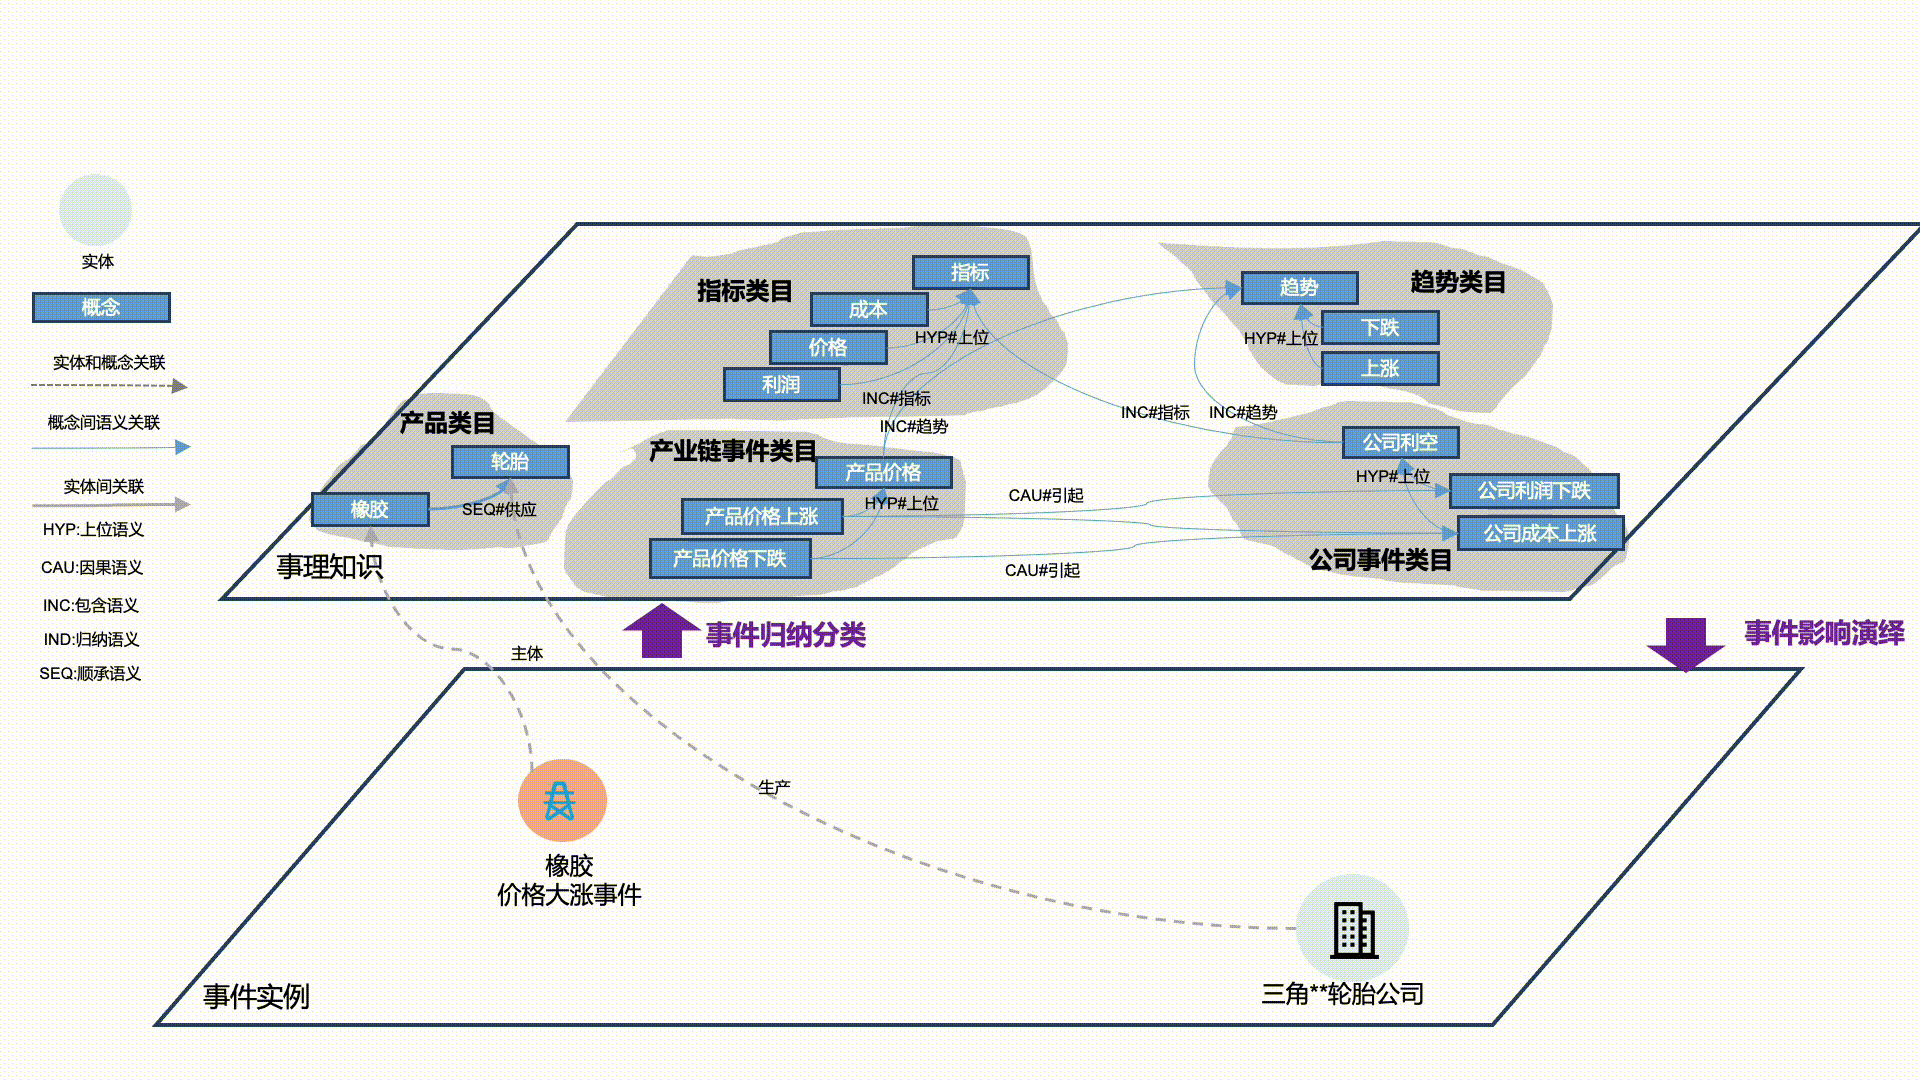 实体
概念
实体和概念关联
概念间语义关联
实体间关联
HYP:上位语义
CAU:因果语义
INC:包含语义
IND:归纳语义
SEQ:顺承语义
产品类目
轮胎
橡胶
SEQ#供应
事理知识
指标类目
指标
成本
价格
利润
HYP#上位
INC#指标
INC#趋势
产业链事件类目
产品价格
产品价格上涨
HYP#上位
产品价格下跌
CAU#引起
CAU#引起
趋势类目
趋势
下跌
HYP#上位
上涨
INC#指标
INC#趋势
公司利空
HYP#上位
公司利润下跌
公司成本上涨
公司事件类目
事件归纳分类
事件影响演绎
主体
生产
橡胶
价格大涨事件
三角**轮胎公司
事件实例